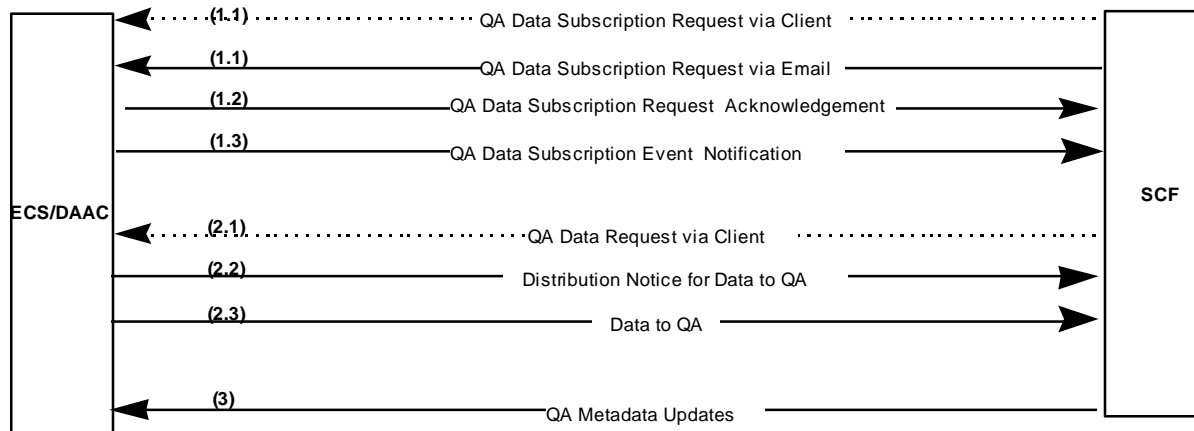 (1.1) QA Data Subscription Request via Client
(1.1) QA Data Subscription Request via Email
(1.2) QA Data Subscription Request Acknowledgement
(1.3) QA Data Subscription Event Notification
ECS/DAAC
SCF
(2.1) QA Data Request via Client
(2.2) Distribution Notice for Data to QA
(2.3) Data to QA
(3) QA Metadata Updates